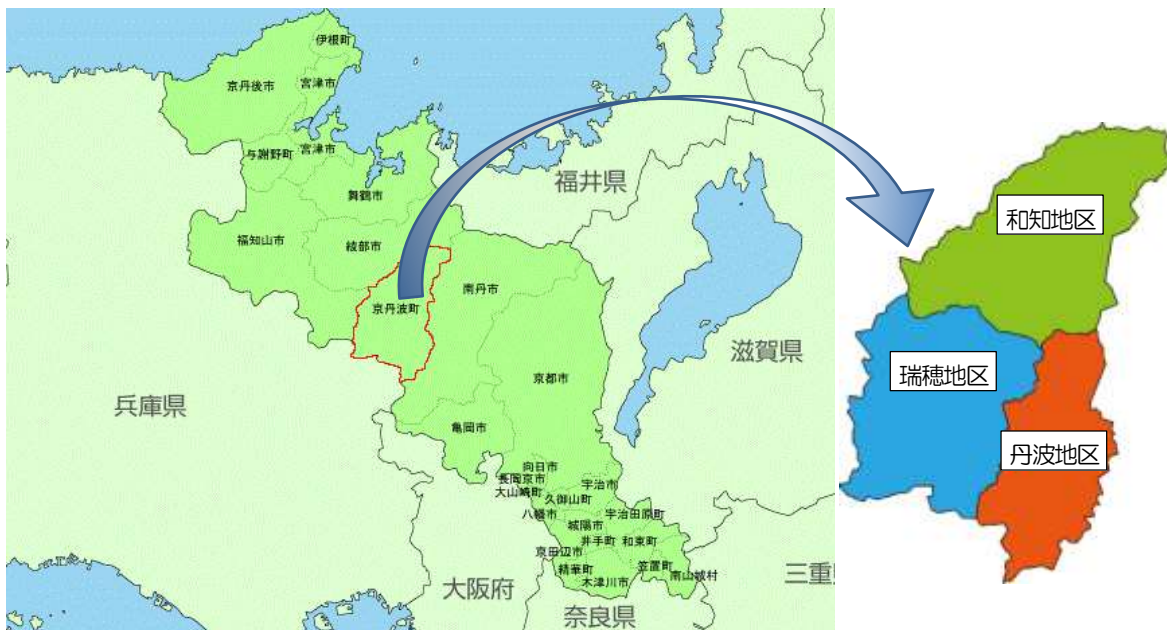 伊根町
京丹後市
宮津市
与謝野町
宮津市
舞鶴市
福井県
福知山市
綾部市
京丹波町
南丹市
滋賀県
兵庫県
京都市
亀岡市
向日市
長岡京市
宇治市
大山崎町
久御山町
八幡市
宇治田原町
城陽市
井手町
和束町
京田辺市
笠置町
精華町
南山城村
木津川市
大阪府
三重県
奈良県
和知地区
瑞穂地区
丹波地区